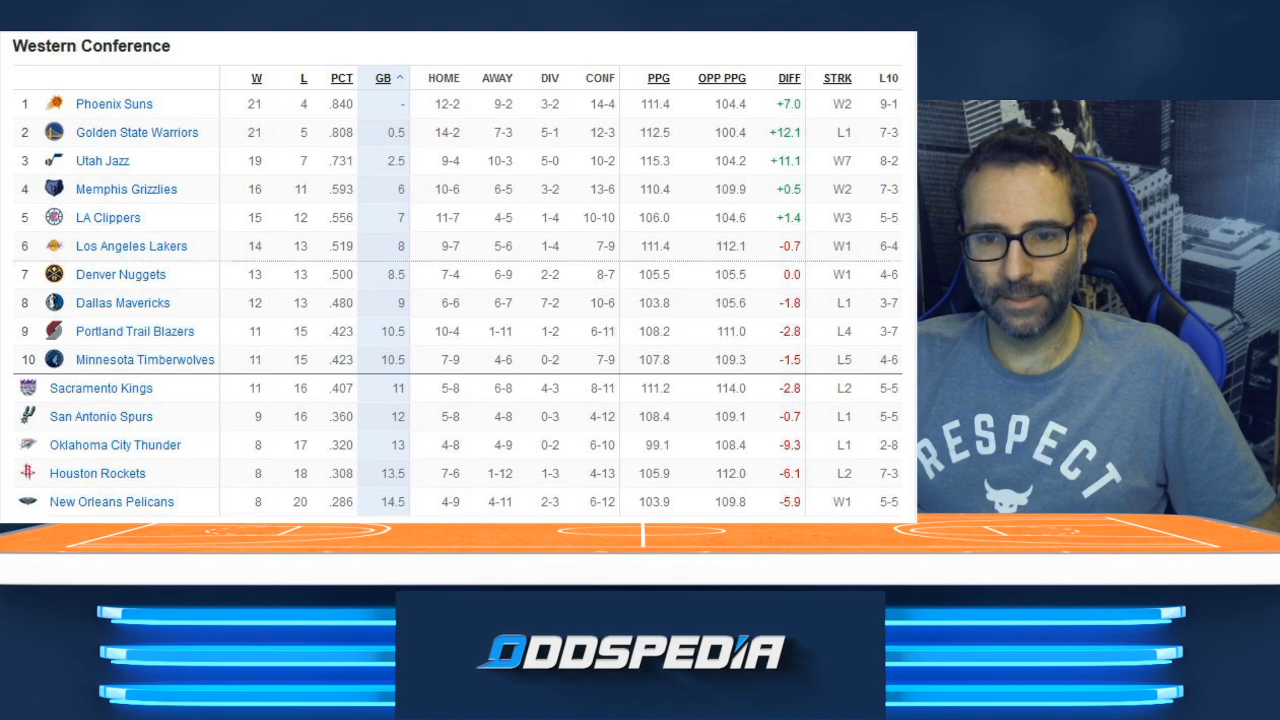 Western Conference
W L PCT GB ^ HOME AWAY DIV CONF PPG OPP PPG DIFF STRK L10
1 Phoenix Suns 21 4 .840 - 12-2 9-2 3-2 14-4 111.4 104.4 +7.0 W2 9-1
2 Golden State Warriors 21 5 .808 0.5 14-2 7-3 5-1 12-3 112.5 100.4 +12.1 L1 7-3
3 Utah Jazz 19 7 .731 2.5 9-4 10-3 5-0 10-2 115.3 104.2 +11.1 W7 8-2
4 Memphis Grizzlies 16 11 .593 6 10-6 6-5 3-2 13-6 110.4 109.9 +0.5 W2 7-3
5 LA Clippers 15 12 .556 7 11-7 4-5 1-4 10-10 106.0 104.6 +1.4 W3 5-5
6 Los Angeles Lakers 14 13 .519 8 9-7 5-6 1-4 7-9 111.4 112.1 -0.7 W1 6-4
7 Denver Nuggets 13 13 .500 8.5 7-4 6-9 2-2 8-7 105.5 105.5 0.0 W1 4-6
8 Dallas Mavericks 12 13 .480 9 6-6 6-7 7-2 10-6 103.8 105.6 -1.8 L1 3-7
9 Portland Trail Blazers 11 15 .423 10.5 10-4 1-11 1-2 6-11 108.2 111.0 -2.8 L4 3-7
10 Minnesota Timberwolves 11 15 .423 10.5 7-9 4-6 0-2 7-9 107.8 109.3 -1.5 L5 4-6
Sacramento Kings 11 16 .407 11 5-8 6-8 4-3 8-11 111.2 114.0 -2.8 L2 5-5
San Antonio Spurs 9 16 .360 12 5-8 4-8 0-3 4-12 108.4 109.1 -0.7 L1 5-5
Oklahoma City Thunder 8 17 .320 13 4-8 4-9 0-2 6-10 99.1 108.4 -9.3 L1 2-8
Houston Rockets 8 18 .308 13.5 7-6 1-12 1-3 4-13 105.9 112.0 -6.1 L2 7-3
New Orleans Pelicans 8 20 .286 14.5 4-9 4-11 2-3 6-12 103.9 109.8 -5.9 W1 5-5
RESPECT
ODDSPEDIA